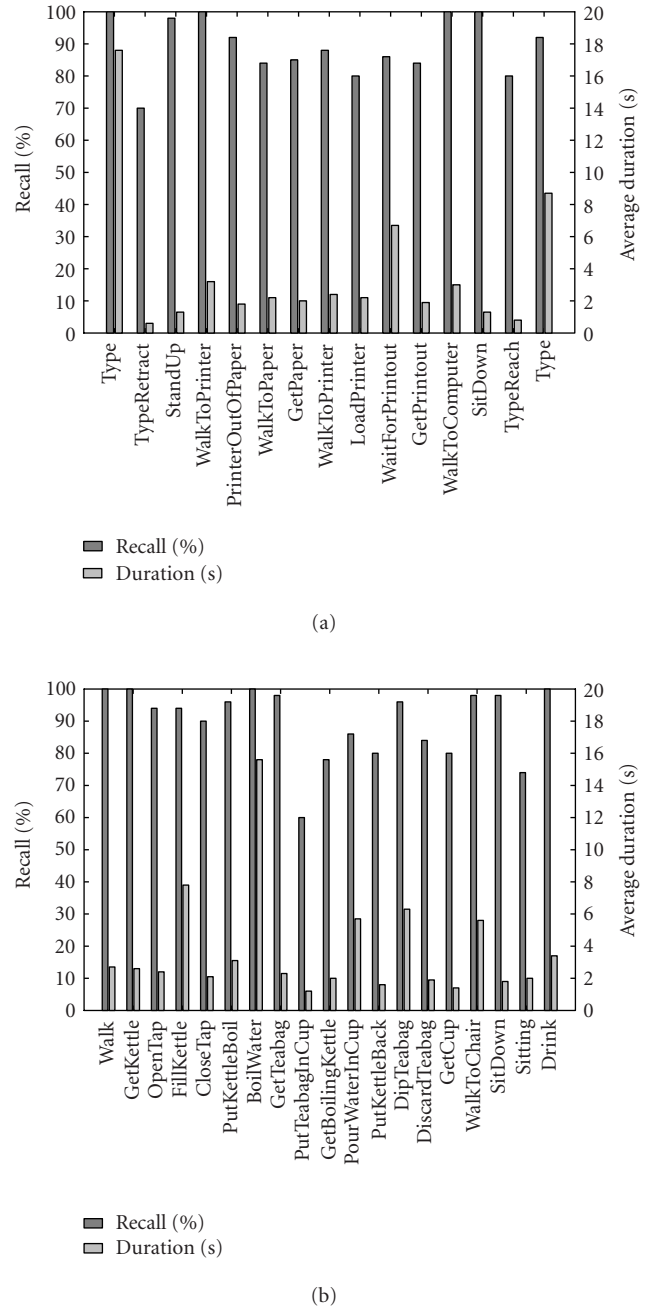 100
90
80
70
60
50
40
30
20
10
0
Recall (%)
20
18
16
14
12
10
8
6
4
2
0
Average duration (s)
Type
TypeRetract
StandUp
WalkToPrinter
PrinterOutOfPaper
WalkToPaper
GetPaper
WalkToPrinter
LoadPrinter
WaitForPrintout
GetPrintout
WalkToComputer
SitDown
TypeReach
Type
Recall (%)
Duration (s)
(a)
100
90
80
70
60
50
40
30
20
10
0
Recall (%)
20
18
16
14
12
10
8
6
4
2
0
Average duration (s)
Walk
GetKettle
OpenTap
FillKettle
CloseTap
PutKettleBoil
BoilWater
GetTeabag
PutTeabagInCup
GetBoilingKettle
PourWaterInCup
PutKettleBack
DipTeabag
DiscardTeabag
GetCup
WalkToChair
SitDown
Sitting
Drink
Recall (%)
Duration (s)
(b)